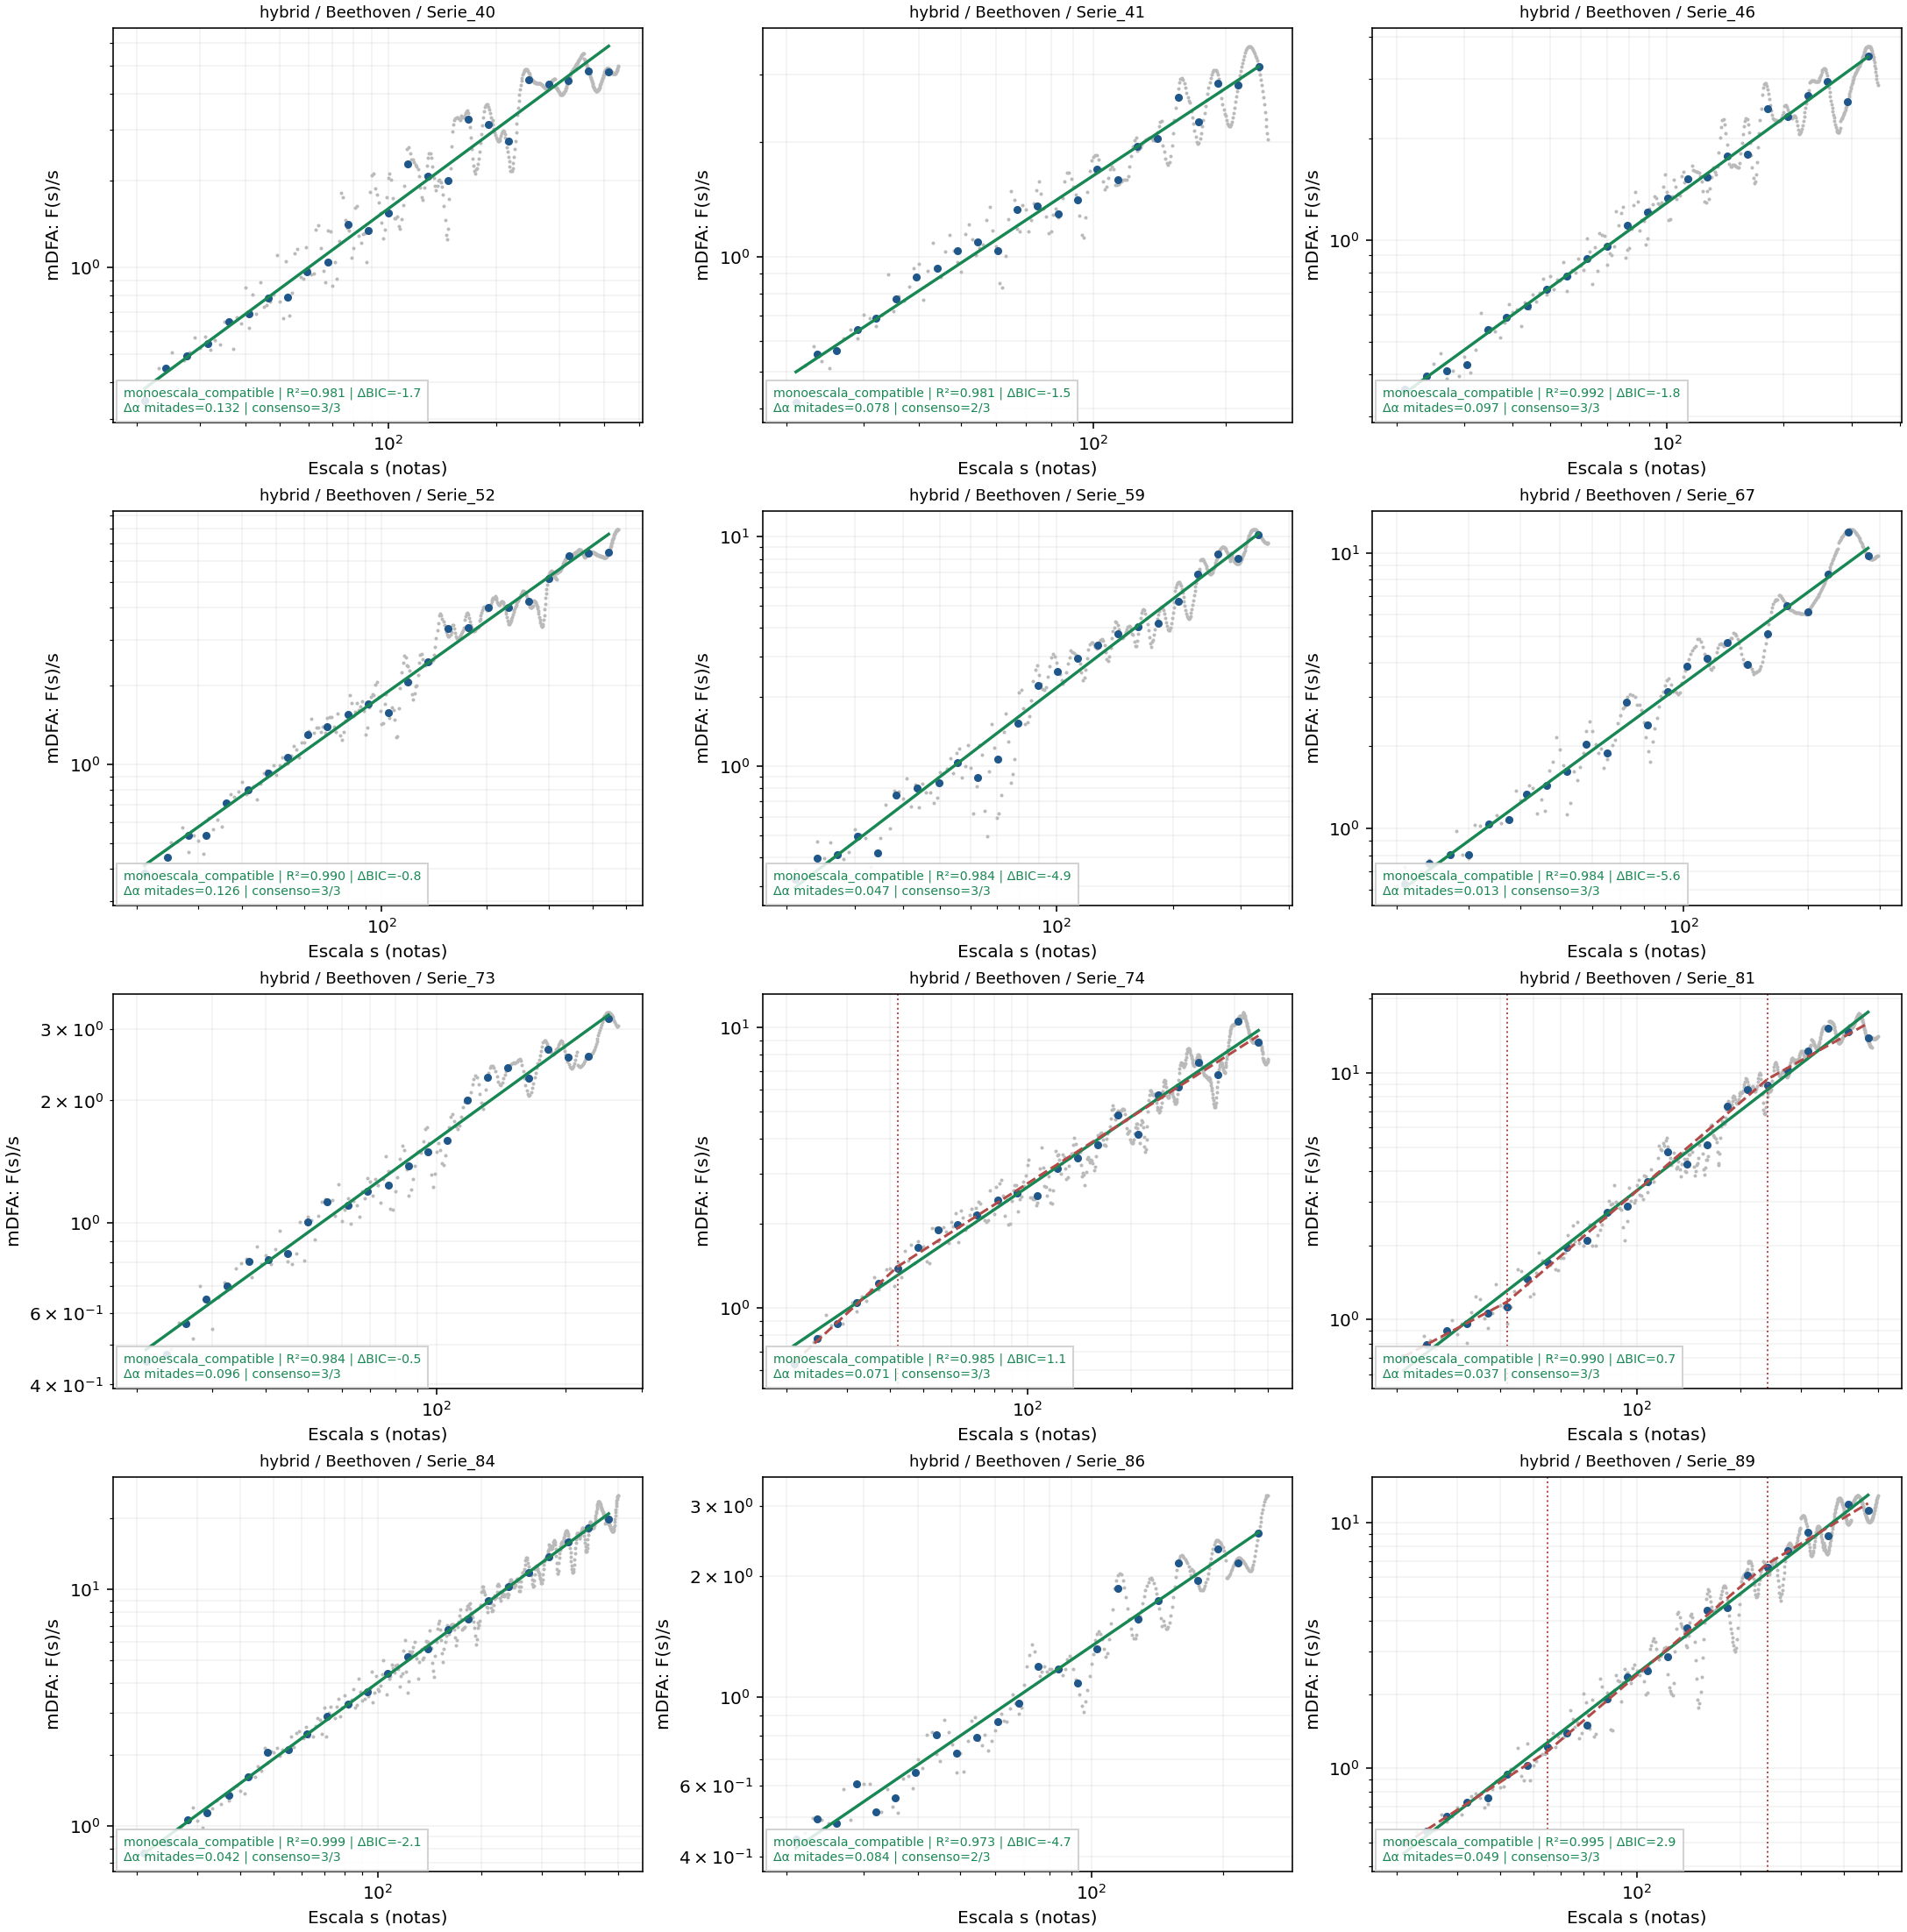 hybrid / Beethoven / Serie_40
mDFA: F(s)/s
10⁰
monoescala_compatible | R²=0.981 | ΔBIC=-1.7
Δα mitades=0.132 | consenso=3/3
10²
Escala s (notas)
hybrid / Beethoven / Serie_41
mDFA: F(s)/s
10⁰
monoescala_compatible | R²=0.981 | ΔBIC=-1.5
Δα mitades=0.078 | consenso=2/3
10²
Escala s (notas)
hybrid / Beethoven / Serie_46
mDFA: F(s)/s
10⁰
monoescala_compatible | R²=0.992 | ΔBIC=-1.8
Δα mitades=0.097 | consenso=3/3
10²
Escala s (notas)
hybrid / Beethoven / Serie_52
mDFA: F(s)/s
10⁰
monoescala_compatible | R²=0.990 | ΔBIC=-0.8
Δα mitades=0.126 | consenso=3/3
10²
Escala s (notas)
hybrid / Beethoven / Serie_59
10¹
mDFA: F(s)/s
10⁰
monoescala_compatible | R²=0.984 | ΔBIC=-4.9
Δα mitades=0.047 | consenso=3/3
10²
Escala s (notas)
hybrid / Beethoven / Serie_67
10¹
mDFA: F(s)/s
10⁰
monoescala_compatible | R²=0.984 | ΔBIC=-5.6
Δα mitades=0.013 | consenso=3/3
10²
Escala s (notas)
hybrid / Beethoven / Serie_73
3 × 10⁰
2 × 10⁰
mDFA: F(s)/s
10⁰
6 × 10⁻¹
4 × 10⁻¹
monoescala_compatible | R²=0.984 | ΔBIC=-0.5
Δα mitades=0.096 | consenso=3/3
10²
Escala s (notas)
hybrid / Beethoven / Serie_74
10¹
mDFA: F(s)/s
10⁰
monoescala_compatible | R²=0.985 | ΔBIC=1.1
Δα mitades=0.071 | consenso=3/3
10²
Escala s (notas)
hybrid / Beethoven / Serie_81
10¹
mDFA: F(s)/s
10⁰
monoescala_compatible | R²=0.990 | ΔBIC=0.7
Δα mitades=0.037 | consenso=3/3
10²
Escala s (notas)
hybrid / Beethoven / Serie_84
10¹
mDFA: F(s)/s
10⁰
monoescala_compatible | R²=0.999 | ΔBIC=-2.1
Δα mitades=0.042 | consenso=3/3
10²
Escala s (notas)
hybrid / Beethoven / Serie_86
3 × 10⁰
2 × 10⁰
mDFA: F(s)/s
10⁰
6 × 10⁻¹
4 × 10⁻¹
monoescala_compatible | R²=0.973 | ΔBIC=-4.7
Δα mitades=0.084 | consenso=2/3
10²
Escala s (notas)
hybrid / Beethoven / Serie_89
10¹
mDFA: F(s)/s
10⁰
monoescala_compatible | R²=0.995 | ΔBIC=2.9
Δα mitades=0.049 | consenso=3/3
10²
Escala s (notas)